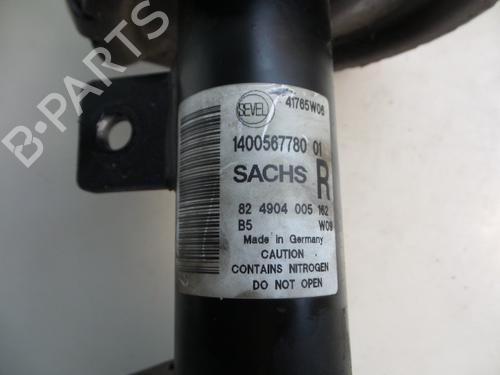 SEVEL 41765W06
1400567780 01
SACHS R
82 4904 005 162
B5 W09
Made in Germany
CAUTION
CONTAINS NITROGEN
DO NOT OPEN
B-PARTS